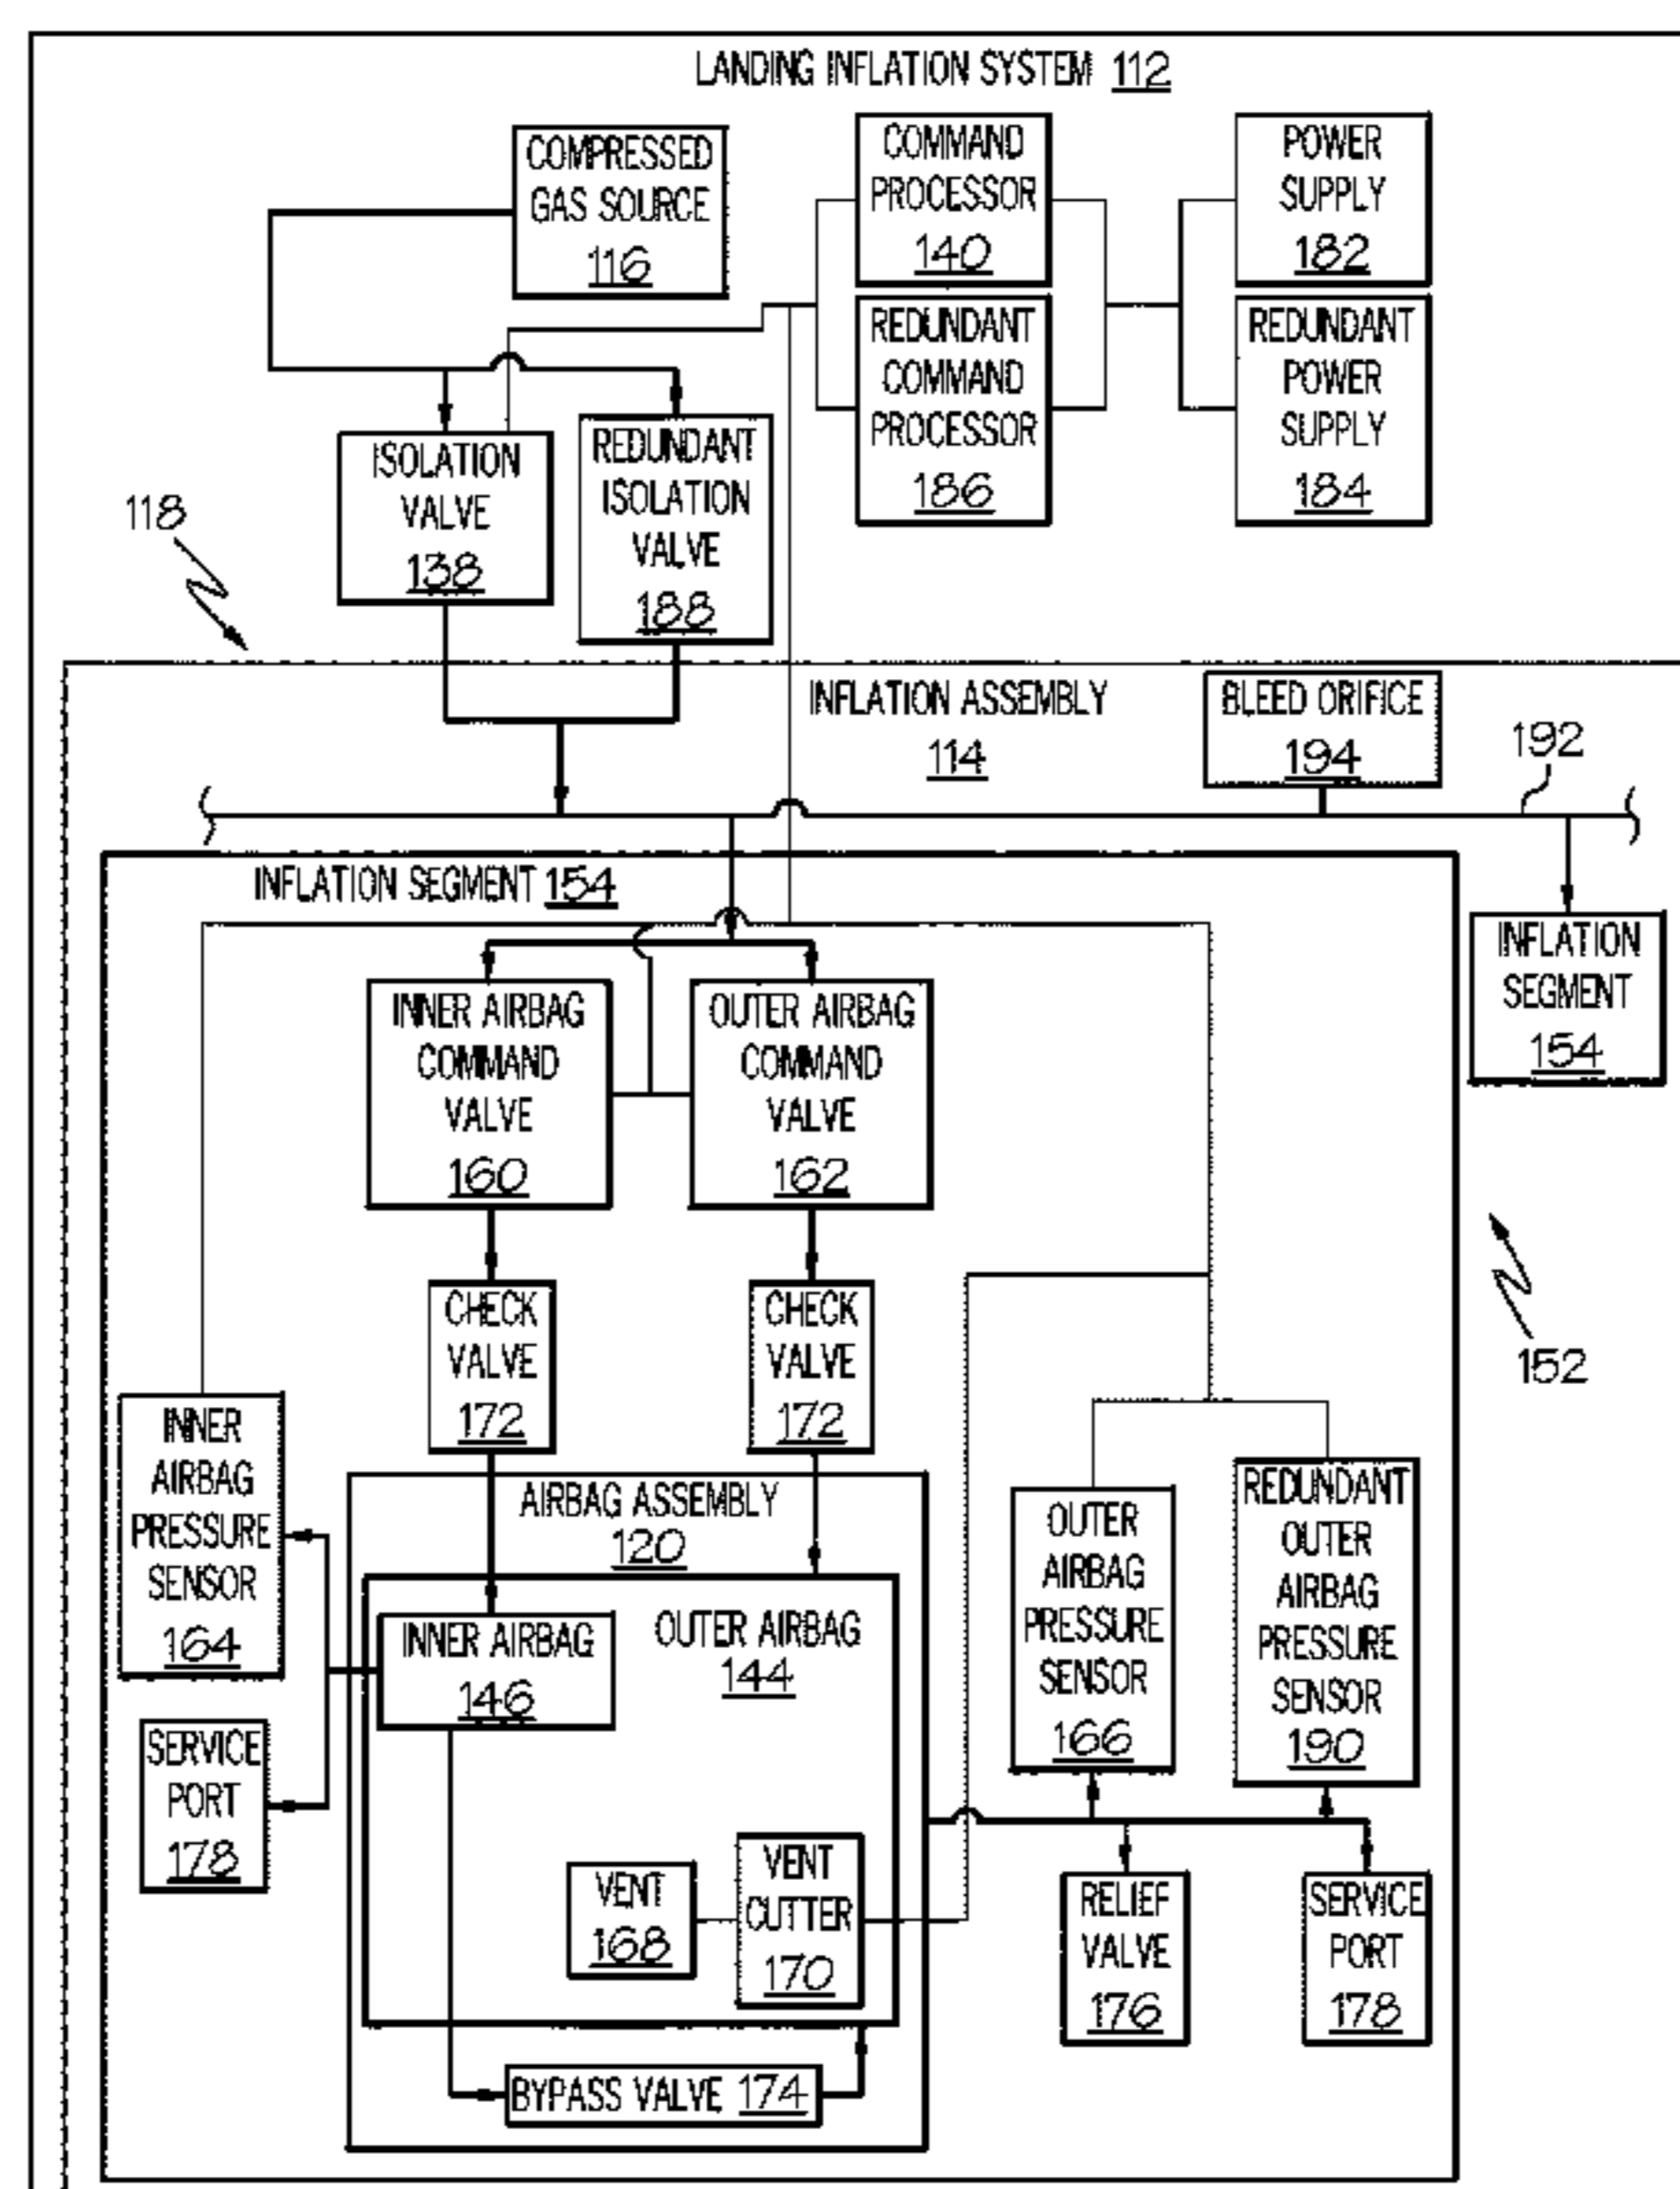 LANDING INFLATION SYSTEM 112
COMPRESSED
GAS SOURCE
116
COMMAND
PROCESSOR
140
POWER
SUPPLY
182
REDUNDANT
COMMAND
PROCESSOR
186
REDUNDANT
POWER
SUPPLY
184
ISOLATION
VALVE
138
REDUNDANT
ISOLATION
VALVE
188
118
INFLATION ASSEMBLY
114
BLEED ORIFICE
194
192
INFLATION SEGMENT 154
INFLATION
SEGMENT
154
INNER AIRBAG
COMMAND
VALVE
160
OUTER AIRBAG
COMMAND
VALVE
162
152
CHECK
VALVE
172
CHECK
VALVE
172
INNER
AIRBAG
PRESSURE
SENSOR
164
AIRBAG ASSEMBLY
120
OUTER
AIRBAG
PRESSURE
SENSOR
166
REDUNDANT
OUTER
AIRBAG
PRESSURE
SENSOR
190
INNER AIRBAG
146
OUTER AIRBAG
144
SERVICE
PORT
178
VENT
168
VENT
CUTTER
170
RELIEF
VALVE
176
SERVICE
PORT
178
BYPASS VALVE 174